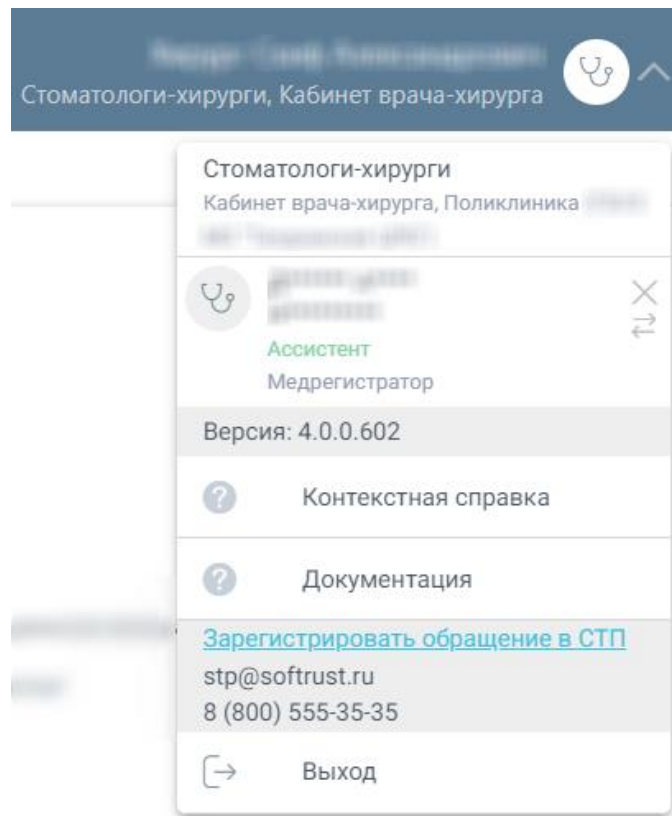 Стоматологи-хирурги, Кабинет врача-хирурга
Стоматологи-хирурги
Кабинет врача-хирурга, Поликлиника
Ассистент
Медрегистратор
Версия: 4.0.0.602
Контекстная справка
Документация
Зарегистрировать обращение в СТП
stp@softrust.ru
8 (800) 555-35-35
Выход